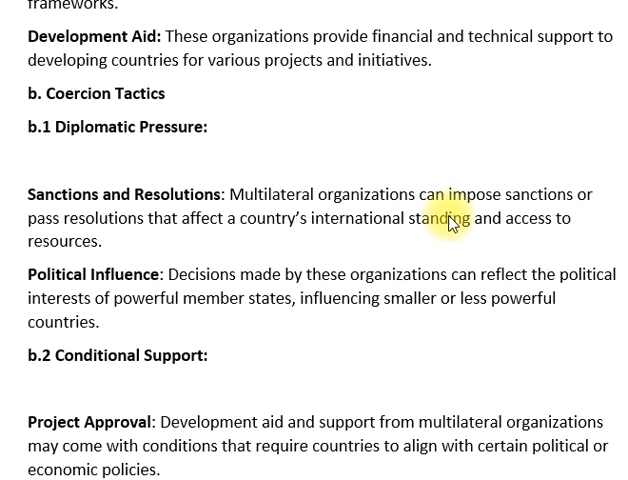 frameworks.
Development Aid: These organizations provide financial and technical support to
developing countries for various projects and initiatives.
b. Coercion Tactics
b.1 Diplomatic Pressure:
Sanctions and Resolutions: Multilateral organizations can impose sanctions or
pass resolutions that affect a country’s international standing and access to
resources.
Political Influence: Decisions made by these organizations can reflect the political
interests of powerful member states, influencing smaller or less powerful
countries.
b.2 Conditional Support:
Project Approval: Development aid and support from multilateral organizations
may come with conditions that require countries to align with certain political or
economic policies.